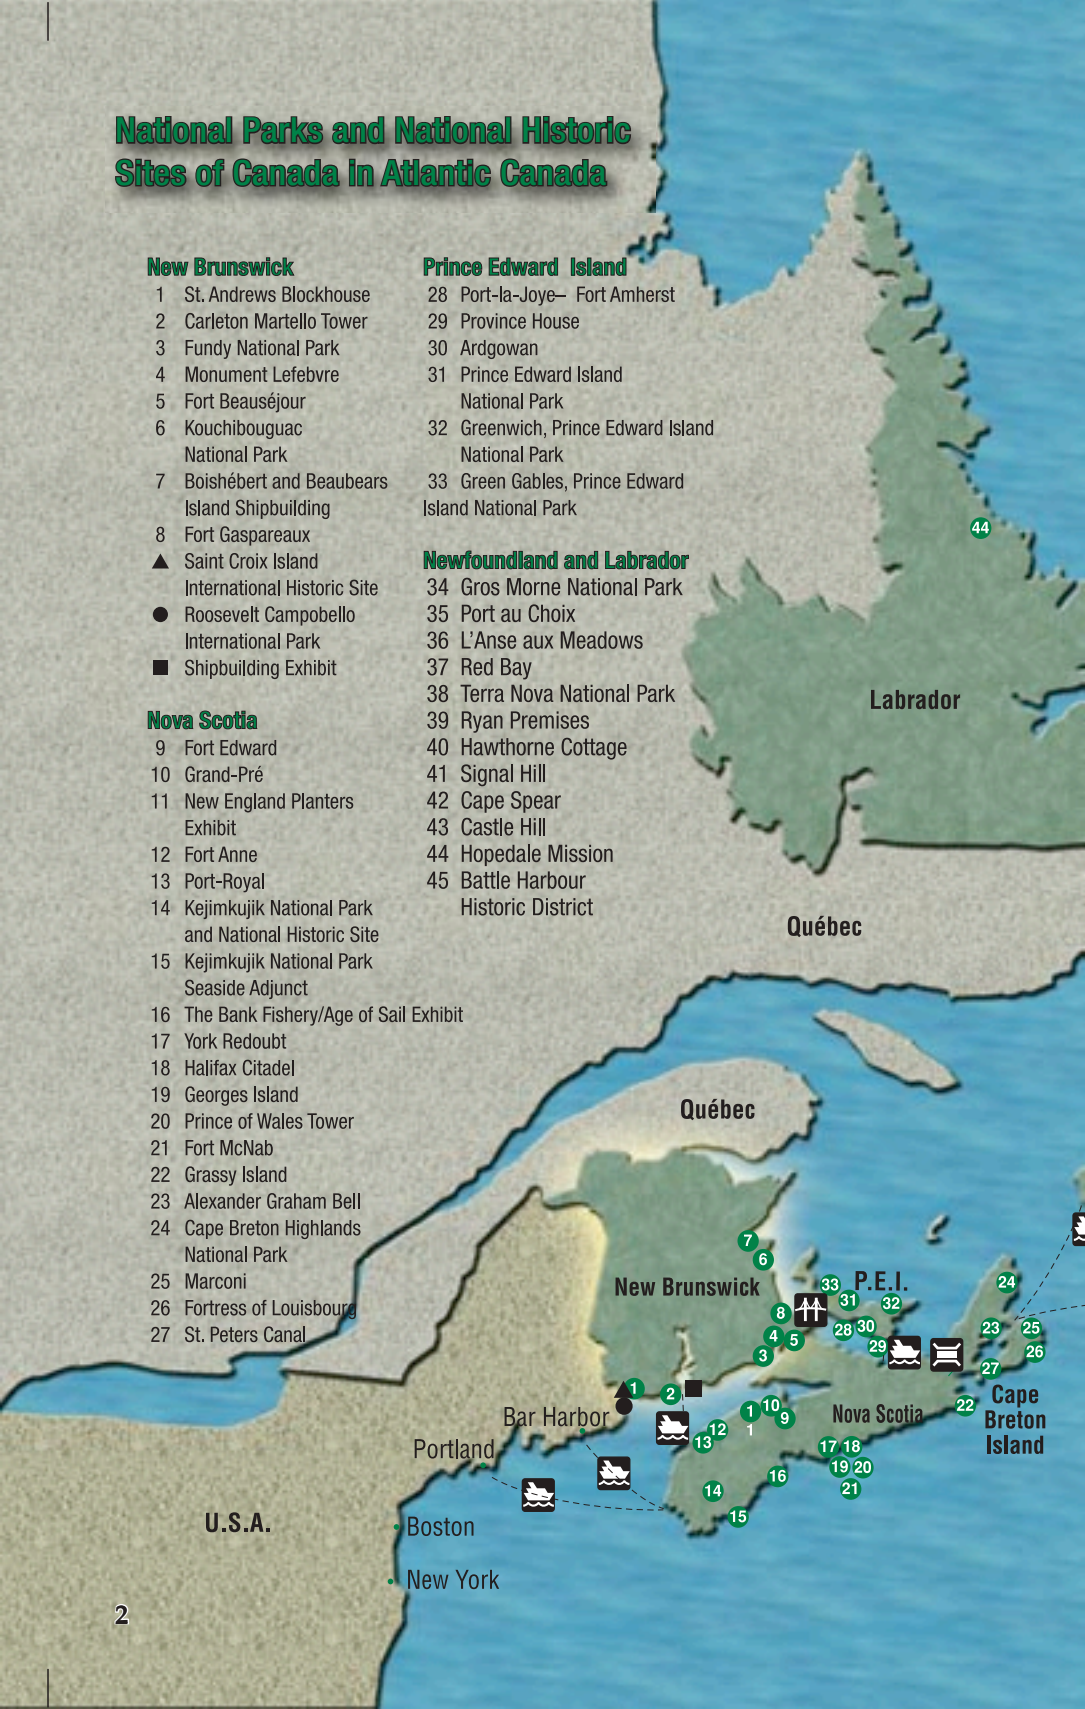 National Parks and National Historic
Sites of Canada in Atlantic Canada
New Brunswick
1 St. Andrews Blockhouse
2 Carleton Martello Tower
3 Fundy National Park
4 Monument Lefebvre
5 Fort Beauséjour
6 Kouchibouguac
National Park
7 Boishébert and Beaubears
Island Shipbuilding
8 Fort Gaspareaux
▲ Saint Croix Island
International Historic Site
● Roosevelt Campobello
International Park
■ Shipbuilding Exhibit
Nova Scotia
9 Fort Edward
10 Grand-Pré
11 New England Planters
Exhibit
12 Fort Anne
13 Port-Royal
14 Kejimkujik National Park
and National Historic Site
15 Kejimkujik National Park
Seaside Adjunct
16 The Bank Fishery/Age of Sail Exhibit
17 York Redoubt
18 Halifax Citadel
19 Georges Island
20 Prince of Wales Tower
21 Fort McNab
22 Grassy Island
23 Alexander Graham Bell
24 Cape Breton Highlands
National Park
25 Marconi
26 Fortress of Louisbourg
27 St. Peters Canal
Prince Edward Island
28 Port-la-Joye– Fort Amherst
29 Province House
30 Ardgowan
31 Prince Edward Island
National Park
32 Greenwich, Prince Edward Island
National Park
33 Green Gables, Prince Edward
Island National Park
Newfoundland and Labrador
34 Gros Morne National Park
35 Port au Choix
36 L'Anse aux Meadows
37 Red Bay
38 Terra Nova National Park
39 Ryan Premises
40 Hawthorne Cottage
41 Signal Hill
42 Cape Spear
43 Castle Hill
44 Hopedale Mission
45 Battle Harbour
Historic District
44
Labrador
Québec
Québec
7
6
New Brunswick
33
P.E.I.
31
32
24
8
28
30
4
5
29
23
25
3
26
27
1
2
Cape
Breton
Island
22
Bar Harbor
1
1
10
9
Nova Scotia
12
13
17
18
Portland
19
20
16
14
21
15
U.S.A.
Boston
New York
2